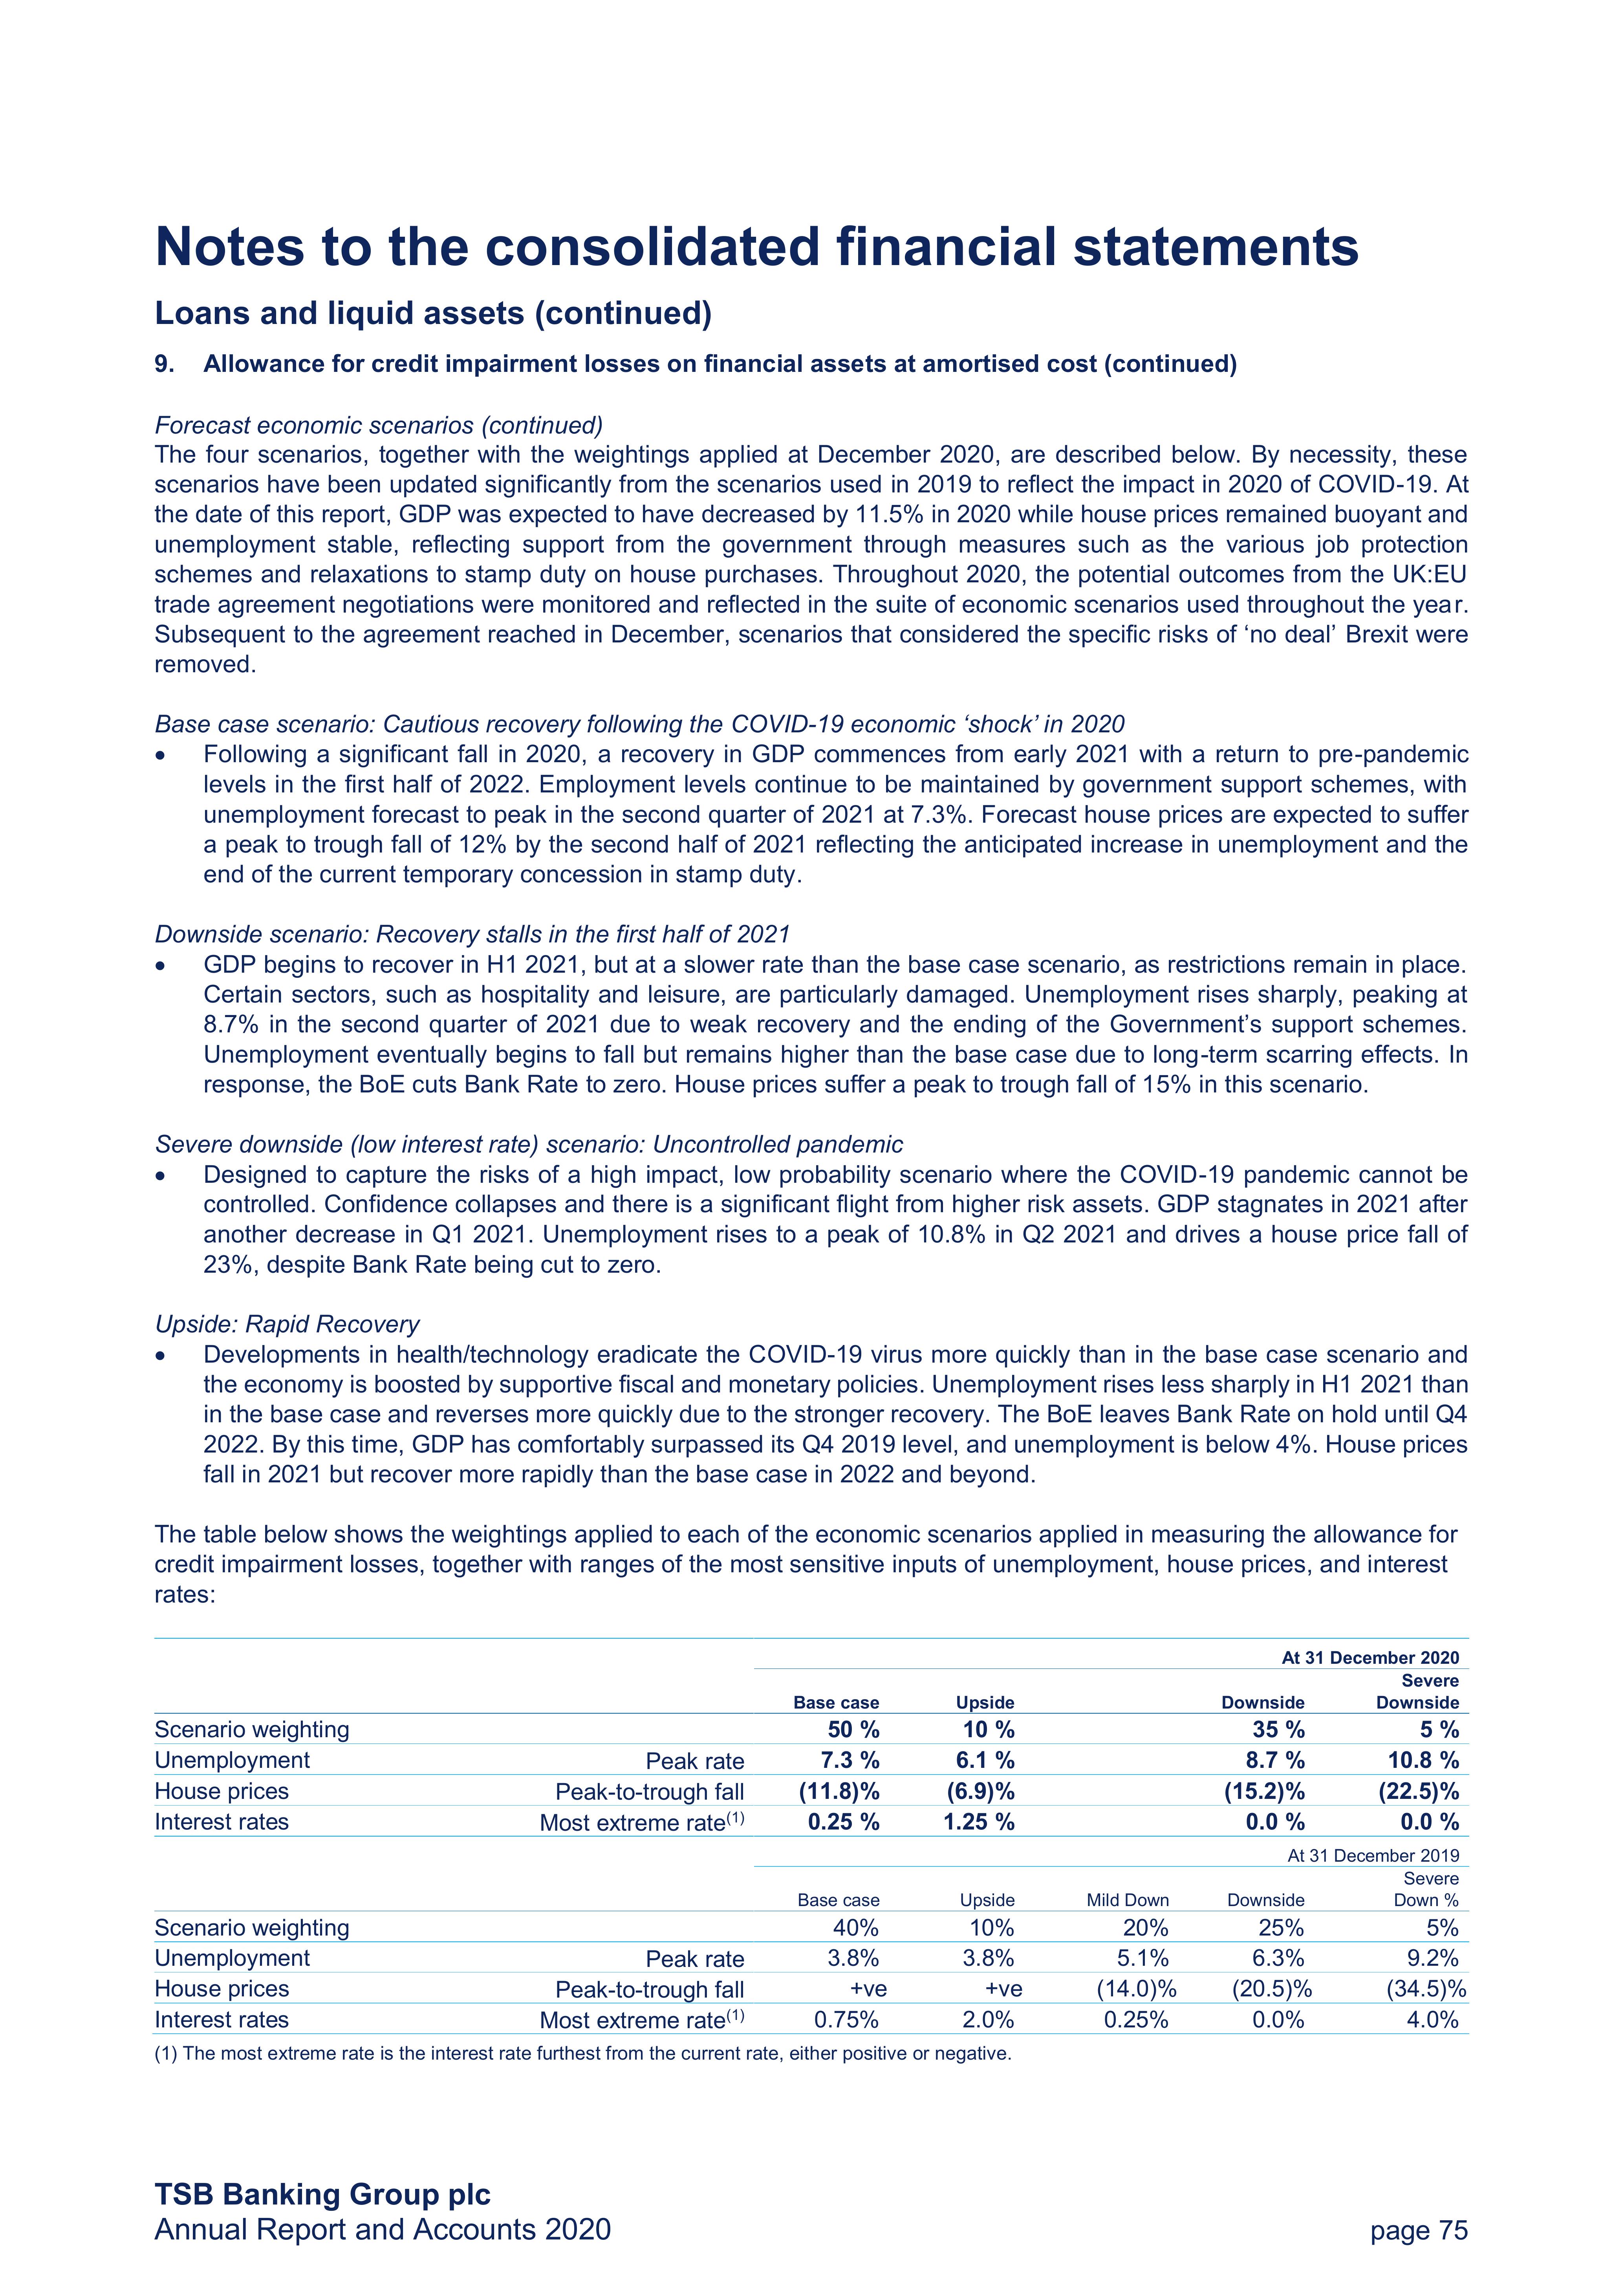 Notes to the consolidated financial statements
Loans and liquid assets (continued)
9. Allowance for credit impairment losses on financial assets at amortised cost (continued)
Forecast economic scenarios (continued)
The four scenarios, together with the weightings applied at December 2020, are described below. By necessity, these
scenarios have been updated significantly from the scenarios used in 2019 to reflect the impact in 2020 of COVID-19. At
the date of this report, GDP was expected to have decreased by 11.5% in 2020 while house prices remained buoyant and
unemployment stable, reflecting support from the government through measures such as the various job protection
schemes and relaxations to stamp duty on house purchases. Throughout 2020, the potential outcomes from the UK:EU
trade agreement negotiations were monitored and reflected in the suite of economic scenarios used throughout the year.
Subsequent to the agreement reached in December, scenarios that considered the specific risks of ‘no deal’ Brexit were
removed.
Base case scenario: Cautious recovery following the COVID-19 economic ‘shock’ in 2020
• Following a significant fall in 2020, a recovery in GDP commences from early 2021 with a return to pre-pandemic
levels in the first half of 2022. Employment levels continue to be maintained by government support schemes, with
unemployment forecast to peak in the second quarter of 2021 at 7.3%. Forecast house prices are expected to suffer
a peak to trough fall of 12% by the second half of 2021 reflecting the anticipated increase in unemployment and the
end of the current temporary concession in stamp duty.
Downside scenario: Recovery stalls in the first half of 2021
• GDP begins to recover in H1 2021, but at a slower rate than the base case scenario, as restrictions remain in place.
Certain sectors, such as hospitality and leisure, are particularly damaged. Unemployment rises sharply, peaking at
8.7% in the second quarter of 2021 due to weak recovery and the ending of the Government’s support schemes.
Unemployment eventually begins to fall but remains higher than the base case due to long-term scarring effects. In
response, the BoE cuts Bank Rate to zero. House prices suffer a peak to trough fall of 15% in this scenario.
Severe downside (low interest rate) scenario: Uncontrolled pandemic
• Designed to capture the risks of a high impact, low probability scenario where the COVID-19 pandemic cannot be
controlled. Confidence collapses and there is a significant flight from higher risk assets. GDP stagnates in 2021 after
another decrease in Q1 2021. Unemployment rises to a peak of 10.8% in Q2 2021 and drives a house price fall of
23%, despite Bank Rate being cut to zero.
Upside: Rapid Recovery
• Developments in health/technology eradicate the COVID-19 virus more quickly than in the base case scenario and
the economy is boosted by supportive fiscal and monetary policies. Unemployment rises less sharply in H1 2021 than
in the base case and reverses more quickly due to the stronger recovery. The BoE leaves Bank Rate on hold until Q4
2022. By this time, GDP has comfortably surpassed its Q4 2019 level, and unemployment is below 4%. House prices
fall in 2021 but recover more rapidly than the base case in 2022 and beyond.
The table below shows the weightings applied to each of the economic scenarios applied in measuring the allowance for
credit impairment losses, together with ranges of the most sensitive inputs of unemployment, house prices, and interest
rates:
At 31 December 2020
Severe
Base case Upside Downside Downside
Scenario weighting 50 % 10 % 35 % 5 %
Unemployment Peak rate 7.3 % 6.1 % 8.7 % 10.8 %
House prices Peak-to-trough fall (11.8)% (6.9)% (15.2)% (22.5)%
Interest rates Most extreme rate(1) 0.25 % 1.25 % 0.0 % 0.0 %
At 31 December 2019
Severe
Base case Upside Mild Down Downside Down %
Scenario weighting 40% 10% 20% 25% 5%
Unemployment Peak rate 3.8% 3.8% 5.1% 6.3% 9.2%
House prices Peak-to-trough fall +ve +ve (14.0)% (20.5)% (34.5)%
Interest rates Most extreme rate(1) 0.75% 2.0% 0.25% 0.0% 4.0%
(1) The most extreme rate is the interest rate furthest from the current rate, either positive or negative.
TSB Banking Group plc
Annual Report and Accounts 2020 page 75